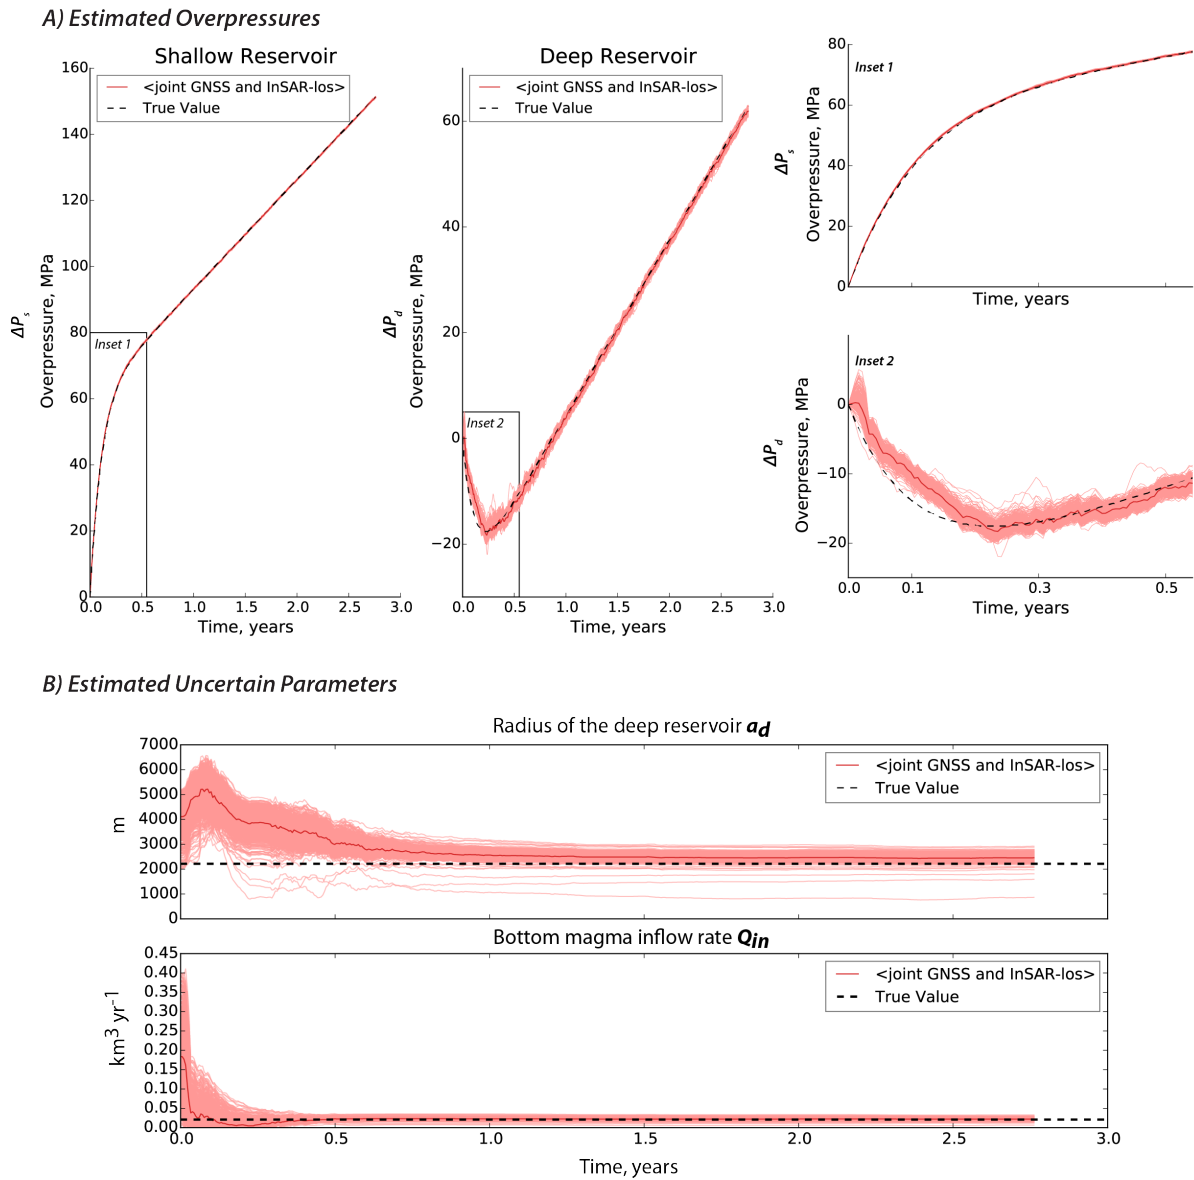 A) Estimated Overpressures
Shallow Reservoir
<joint GNSS and InSAR-los>
True Value
160
140
120
100
80
60
40
20
0
ΔPs
Overpressure, MPa
Inset 1
0.0 0.5 1.0 1.5 2.0 2.5 3.0
Time, years
Deep Reservoir
<joint GNSS and InSAR-los>
True Value
60
40
20
0
−20
ΔPd
Overpressure, MPa
Inset 2
0.0 0.5 1.0 1.5 2.0 2.5 3.0
Time, years
80
60
40
20
0
Inset 1
ΔPs
Overpressure, MPa
Time, years
Inset 2
0
−10
−20
ΔPd
Overpressure, MPa
0.0 0.1 0.3 0.5
Time, years
B) Estimated Uncertain Parameters
Radius of the deep reservoir ad
7000
6000
5000
4000
3000
2000
1000
0
m
<joint GNSS and InSAR-los>
True Value
Bottom magma inflow rate Qin
0.45
0.40
0.35
0.30
0.25
0.20
0.15
0.10
0.05
0.00
km3 yr-1
<joint GNSS and InSAR-los>
True Value
0.0 0.5 1.0 1.5 2.0 2.5 3.0
Time, years